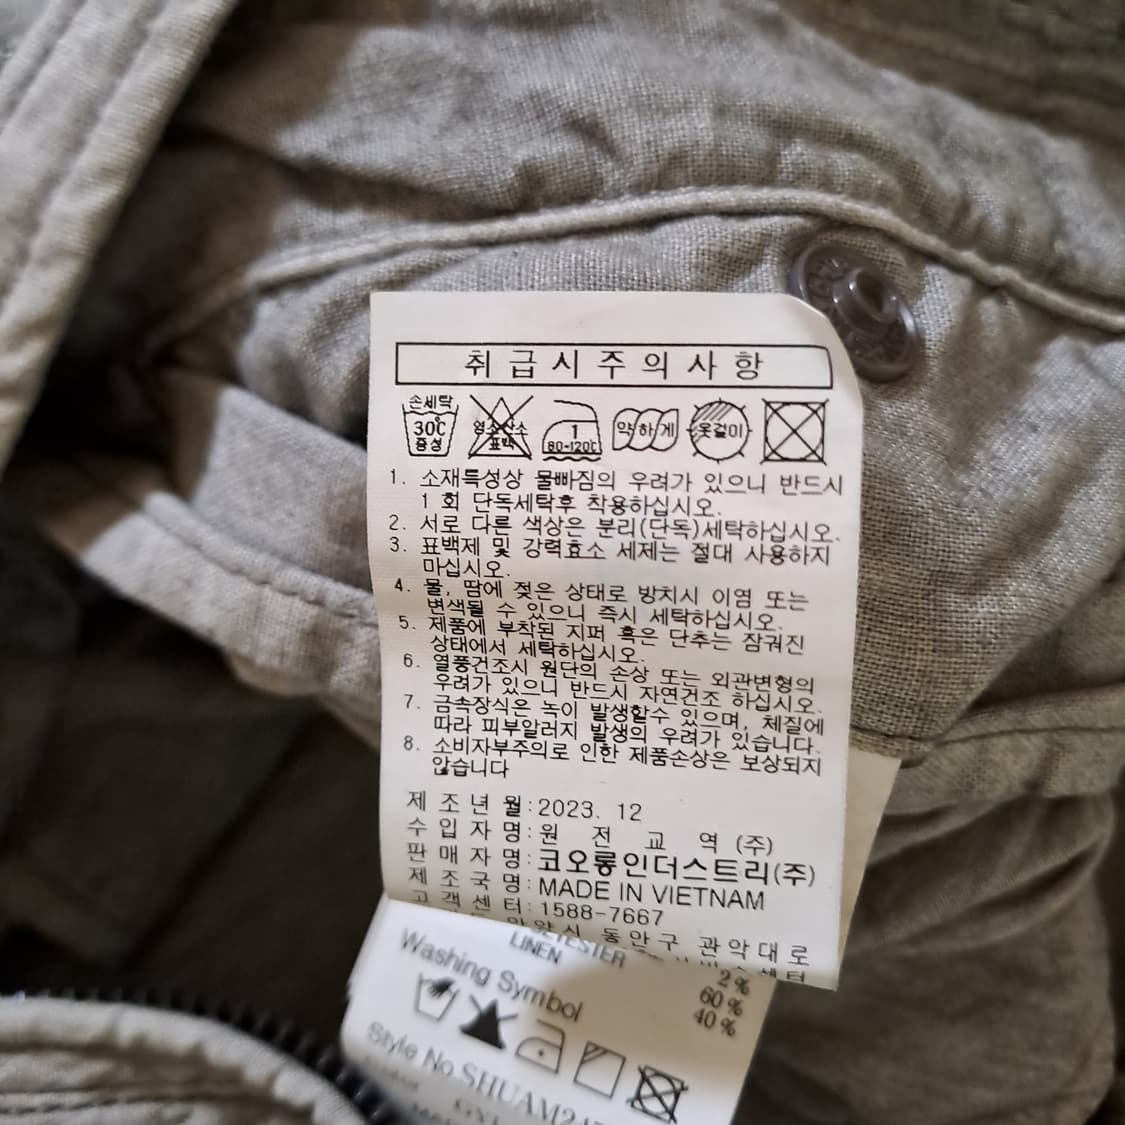 취급시주의사항
손세탁
30℃
중성
염소산소
표백
1
80-120℃
약하게
옷걸이
1. 소재특성상 물빠짐의 우려가 있으니 반드시
1 회 단독세탁후 착용하십시오.
2. 서로 다른 색상은 분리(단독)세탁하십시오.
3. 표백제 및 강력효소 세제는 절대 사용하지
마십시오.
4. 물, 땀에 젖은 상태로 방치시 이염 또는
변색될 수 있으니 즉시 세탁하십시오.
5. 제품에 부착된 지퍼 혹은 단추는 잠궈진
상태에서 세탁하십시오.
6. 열풍건조시 원단의 손상 또는 외관변형의
우려가 있으니 반드시 자연건조 하십시오.
7. 금속장식은 녹이 발생할수 있으며, 체질에
따라 피부알러지 발생의 우려가 있습니다.
8. 소비자부주의로 인한 제품손상은 보상되지
않습니다
제조년월:2023. 12
수입자명:원 전 교 역 (주)
판매자명:코오롱인더스트리(주)
제조국명:MADE IN VIETNAM
고객센터:1588-7667
안양시 동안구 관악대로
2%
60%
LINEN 40%
Washing Symbol
Style No SHUAM24